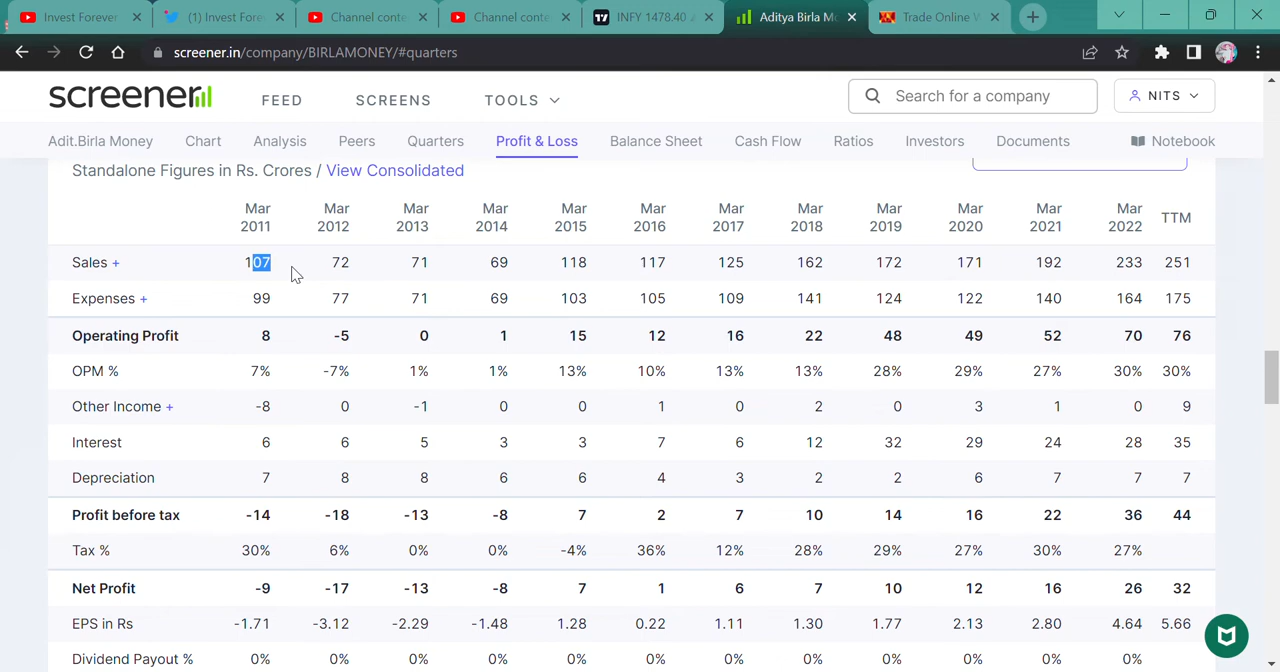 Invest Forever
(1) Invest Fore
Channel conte
Channel conte
INFY 1478.40
Aditya Birla Mo
Trade Online
screener.in/company/BIRLAMONEY/#quarters
screener FEED SCREENS TOOLS Search for a company NITS
Adit.Birla Money Chart Analysis Peers Quarters Profit & Loss Balance Sheet Cash Flow Ratios Investors Documents Notebook
Standalone Figures in Rs. Crores / View Consolidated
Mar Mar Mar Mar Mar Mar Mar Mar Mar Mar Mar Mar
2011 2012 2013 2014 2015 2016 2017 2018 2019 2020 2021 2022 TTM
Sales + 107 72 71 69 118 117 125 162 172 171 192 233 251
Expenses + 99 77 71 69 103 105 109 141 124 122 140 164 175
Operating Profit 8 -5 0 1 15 12 16 22 48 49 52 70 76
OPM % 7% -7% 1% 1% 13% 10% 13% 13% 28% 29% 27% 30% 30%
Other Income + -8 0 -1 0 0 1 0 2 0 3 1 0 9
Interest 6 6 5 3 3 7 6 12 32 29 24 28 35
Depreciation 7 8 8 6 6 4 3 2 2 6 7 7 7
Profit before tax -14 -18 -13 -8 7 2 7 10 14 16 22 36 44
Tax % 30% 6% 0% 0% -4% 36% 12% 28% 29% 27% 30% 27%
Net Profit -9 -17 -13 -8 7 1 6 7 10 12 16 26 32
EPS in Rs -1.71 -3.12 -2.29 -1.48 1.28 0.22 1.11 1.30 1.77 2.13 2.80 4.64 5.66
Dividend Payout % 0% 0% 0% 0% 0% 0% 0% 0% 0% 0% 0% 0%